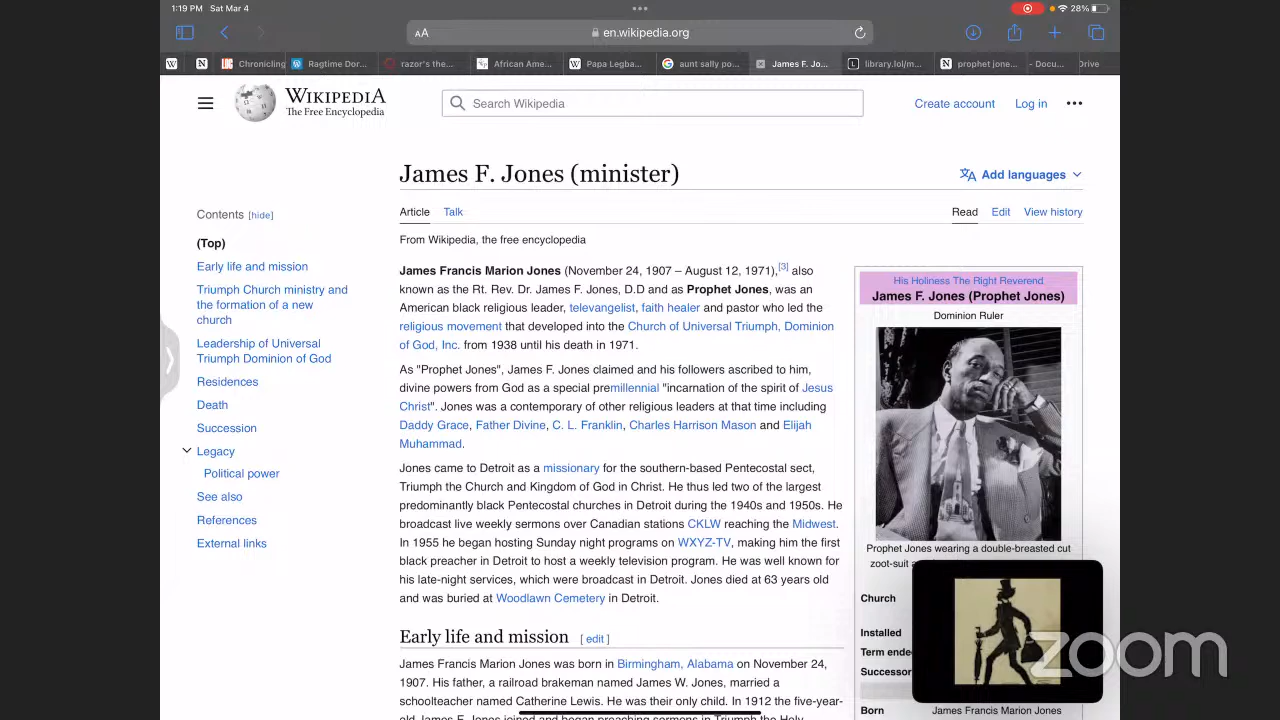 1:19 PM Sat Mar 4
28%
AA
en.wikipedia.org
Chronicling
Ragtime Dor...
razor's the...
African Ame...
Papa Legba...
aunt sally po...
James F. Jo...
library.lol/m...
prophet jone...
- Docu...
Drive
WIKIPEDIA
The Free Encyclopedia
Search Wikipedia
Create account
Log in
James F. Jones (minister)
Add languages
Contents [hide]
(Top)
Early life and mission
Triumph Church ministry and
the formation of a new
church
Leadership of Universal
Triumph Dominion of God
Residences
Death
Succession
Legacy
Political power
See also
References
External links
Article
Talk
Read
Edit
View history
From Wikipedia, the free encyclopedia
James Francis Marion Jones (November 24, 1907 – August 12, 1971),[3] also
known as the Rt. Rev. Dr. James F. Jones, D.D and as Prophet Jones, was an
American black religious leader, televangelist, faith healer and pastor who led the
religious movement that developed into the Church of Universal Triumph, Dominion
of God, Inc. from 1938 until his death in 1971.
As "Prophet Jones", James F. Jones claimed and his followers ascribed to him,
divine powers from God as a special premillennial "incarnation of the spirit of Jesus
Christ". Jones was a contemporary of other religious leaders at that time including
Daddy Grace, Father Divine, C. L. Franklin, Charles Harrison Mason and Elijah
Muhammad.
Jones came to Detroit as a missionary for the southern-based Pentecostal sect,
Triumph the Church and Kingdom of God in Christ. He thus led two of the largest
predominantly black Pentecostal churches in Detroit during the 1940s and 1950s. He
broadcast live weekly sermons over Canadian stations CKLW reaching the Midwest.
In 1955 he began hosting Sunday night programs on WXYZ-TV, making him the first
black preacher in Detroit to host a weekly television program. He was well known for
his late-night services, which were broadcast in Detroit. Jones died at 63 years old
and was buried at Woodlawn Cemetery in Detroit.
Early life and mission [ edit ]
James Francis Marion Jones was born in Birmingham, Alabama on November 24,
1907. His father, a railroad brakeman named James W. Jones, married a
schoolteacher named Catherine Lewis. He was their only child. In 1912 the five-year-
old, James F. Jones joined and began preaching sermons in Triumph the Holy
His Holiness The Right Reverend
James F. Jones (Prophet Jones)
Dominion Ruler
Prophet Jones wearing a double-breasted cut
zoot-suit
Church
Installed
Term ende
Successor
Born
James Francis Marion Jones
zoom